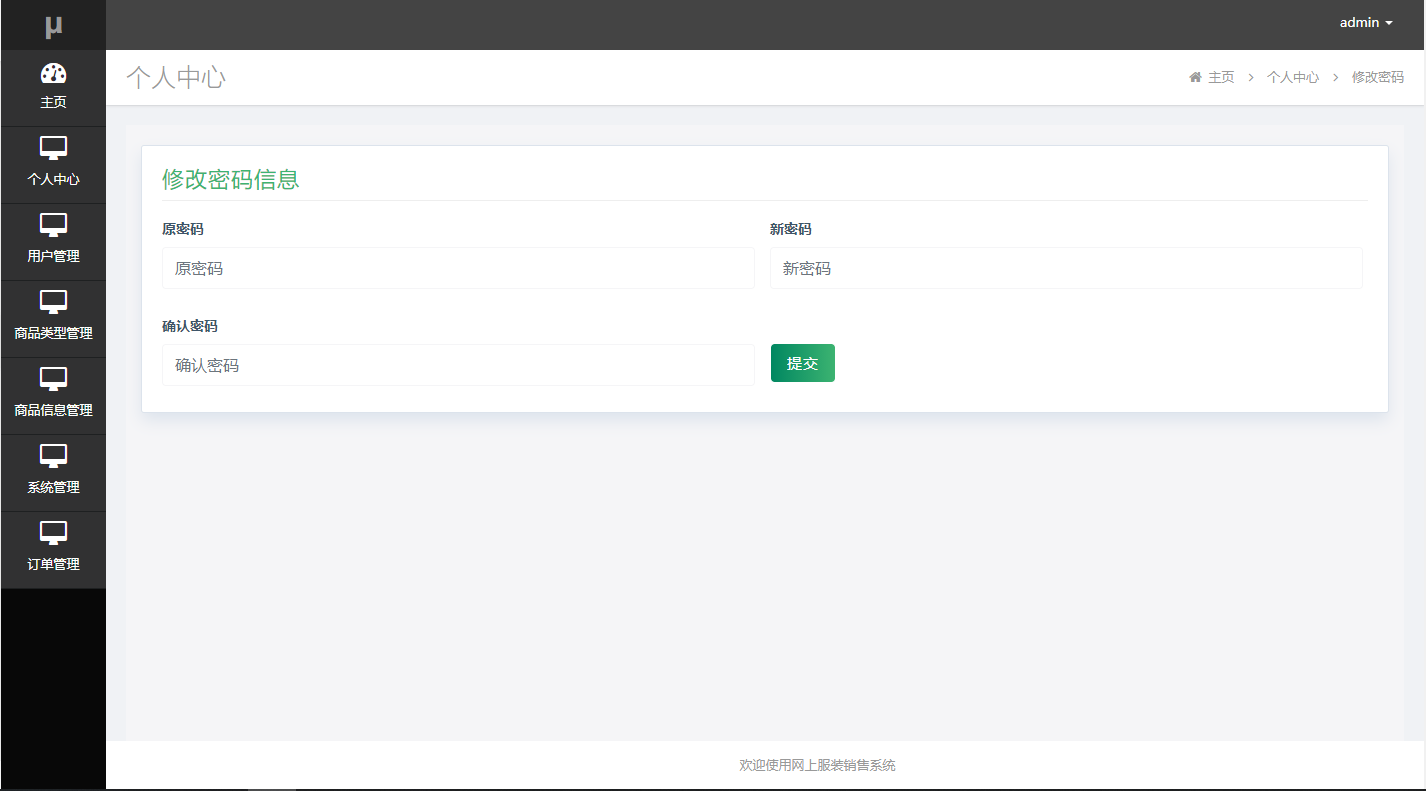 μ
admin
主页
个人中心
用户管理
商品类型管理
商品信息管理
系统管理
订单管理
个人中心
主页 > 个人中心 > 修改密码
修改密码信息
原密码
新密码
原密码
新密码
确认密码
确认密码
提交
欢迎使用网上服装销售系统